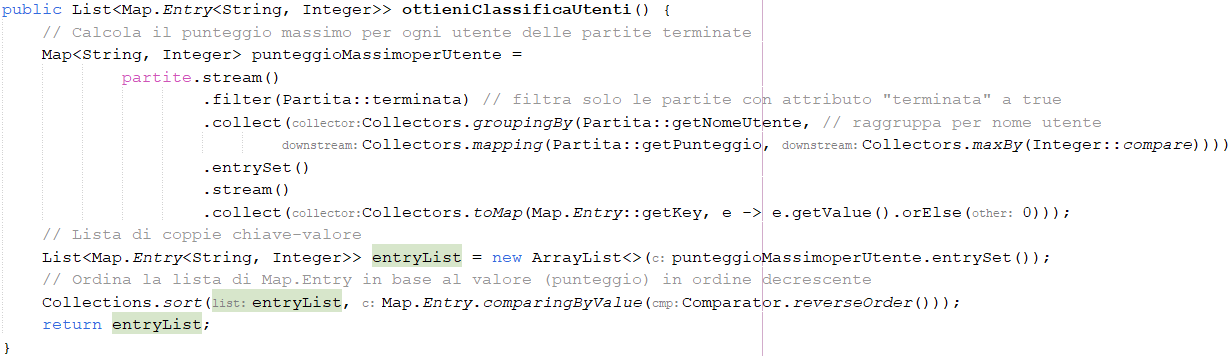 public List<Map.Entry<String, Integer>> ottieniClassificaUtenti() {
// Calcola il punteggio massimo per ogni utente delle partite terminate
Map<String, Integer> punteggioMassimoperUtente =
partite.stream()
.filter(Partita::terminata) // filtra solo le partite con attributo "terminata" a true
.collect( collector: Collectors.groupingBy(Partita::getNomeUtente, // raggruppa per nome utente
downstream: Collectors.mapping(Partita::getPunteggio, downstream: Collectors.maxBy(Integer::compare))))
.entrySet()
.stream()
.collect( collector: Collectors.toMap(Map.Entry::getKey, e -> e.getValue().orElse( other: 0)));
// Lista di coppie chiave-valore
List<Map.Entry<String, Integer>> entryList = new ArrayList<>( c: punteggioMassimoperUtente.entrySet());
// Ordina la lista di Map.Entry in base al valore (punteggio) in ordine decrescente
Collections.sort( list: entryList, c: Map.Entry.comparingByValue( cmp: Comparator.reverseOrder()));
return entryList;
}